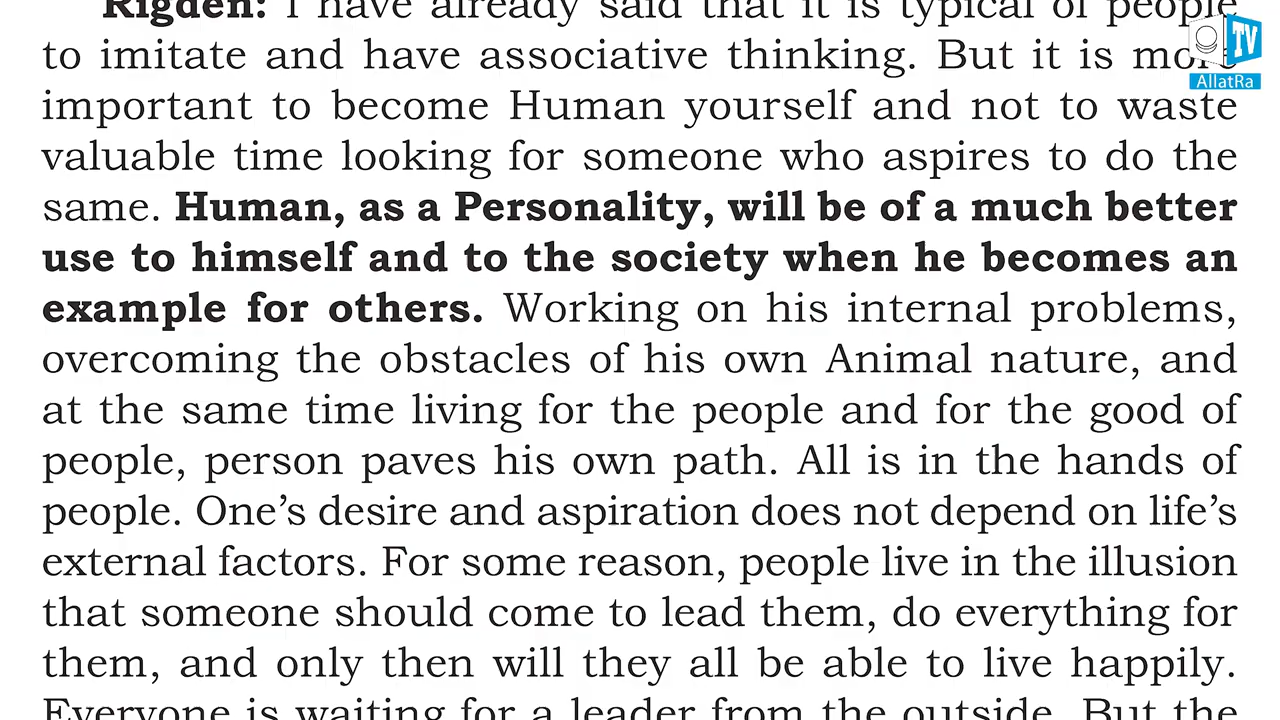 Rigden: I have already said that it is typical of people
to imitate and have associative thinking. But it is more
important to become Human yourself and not to waste
valuable time looking for someone who aspires to do the
same. Human, as a Personality, will be of a much better
use to himself and to the society when he becomes an
example for others. Working on his internal problems,
overcoming the obstacles of his own Animal nature, and
at the same time living for the people and for the good of
people, person paves his own path. All is in the hands of
people. One’s desire and aspiration does not depend on life’s
external factors. For some reason, people live in the illusion
that someone should come to lead them, do everything for
them, and only then will they all be able to live happily.
Everyone is waiting for a leader from the outside. But the
TV
AllatRa